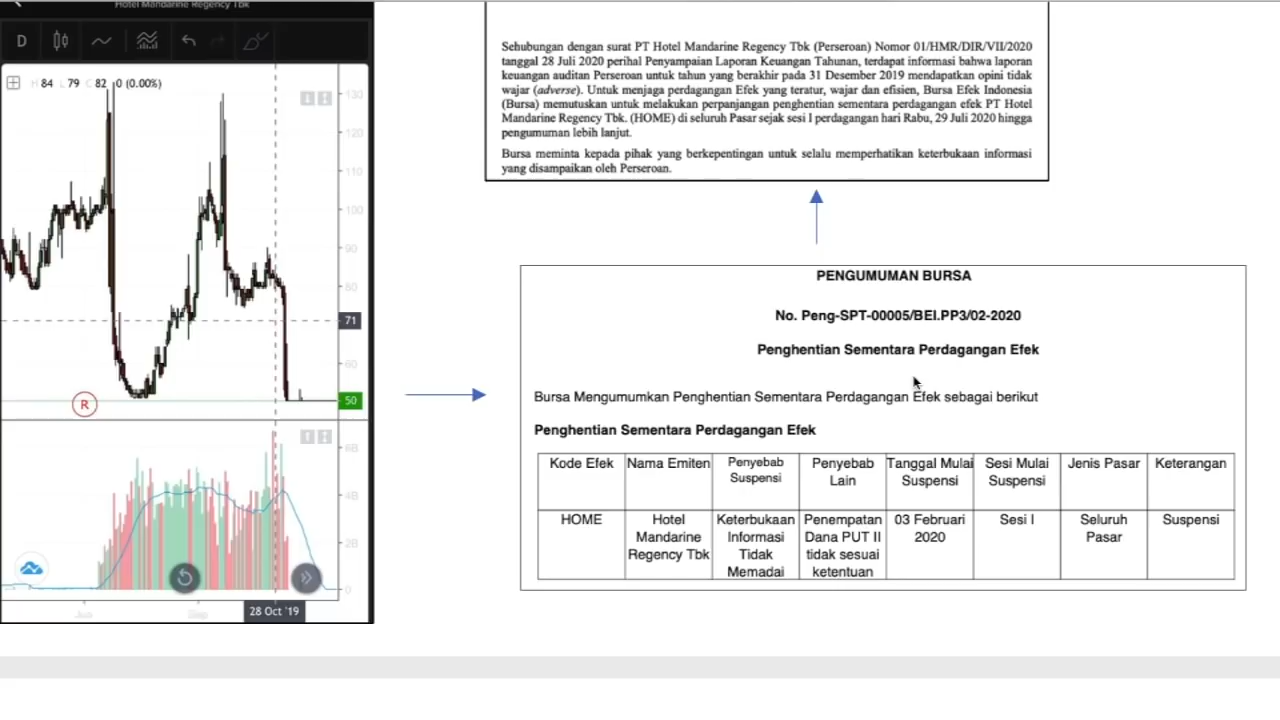 Hotel Mandarine Regency Tbk
D
H 84 L 79 C 82 0 (0.00%)
130
120
110
100
90
80
71
60
50
R
6B
4B
2B
0
Sep
28 Oct '19
Sehubungan dengan surat PT Hotel Mandarine Regency Tbk (Perseroan) Nomor 01/HMR/DIR/VII/2020
tanggal 28 Juli 2020 perihal Penyampaian Laporan Keuangan Tahunan, terdapat informasi bahwa laporan
keuangan auditan Perseroan untuk tahun yang berakhir pada 31 Desember 2019 mendapatkan opini tidak
wajar (adverse). Untuk menjaga perdagangan Efek yang teratur, wajar dan efisien, Bursa Efek Indonesia
(Bursa) memutuskan untuk melakukan perpanjangan penghentian sementara perdagangan efek PT Hotel
Mandarine Regency Tbk. (HOME) di seluruh Pasar sejak sesi I perdagangan hari Rabu, 29 Juli 2020 hingga
pengumuman lebih lanjut.
Bursa meminta kepada pihak yang berkepentingan untuk selalu memperhatikan keterbukaan informasi
yang disampaikan oleh Perseroan.
PENGUMUMAN BURSA
No. Peng-SPT-00005/BEI.PP3/02-2020
Penghentian Sementara Perdagangan Efek
Bursa Mengumumkan Penghentian Sementara Perdagangan Efek sebagai berikut
Penghentian Sementara Perdagangan Efek
Kode Efek
Nama Emiten
Penyebab
Suspensi
Penyebab
Lain
Tanggal Mulai
Suspensi
Sesi Mulai
Suspensi
Jenis Pasar
Keterangan
HOME
Hotel
Mandarine
Regency Tbk
Keterbukaan
Informasi
Tidak
Memadai
Penempatan
Dana PUT II
tidak sesuai
ketentuan
03 Februari
2020
Sesi I
Seluruh
Pasar
Suspensi